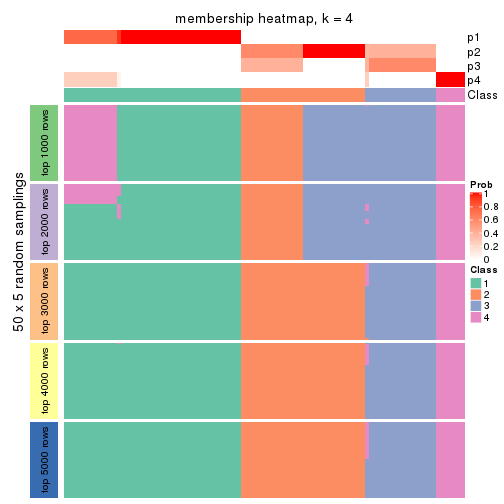 membership heatmap, k = 4
p1
p2
p3
p4
Class
50 x 5 random samplings
top 1000 rows
top 2000 rows
top 3000 rows
top 4000 rows
top 5000 rows
Prob
1
0.8
0.6
0.4
0.2
0
Class
1
2
3
4